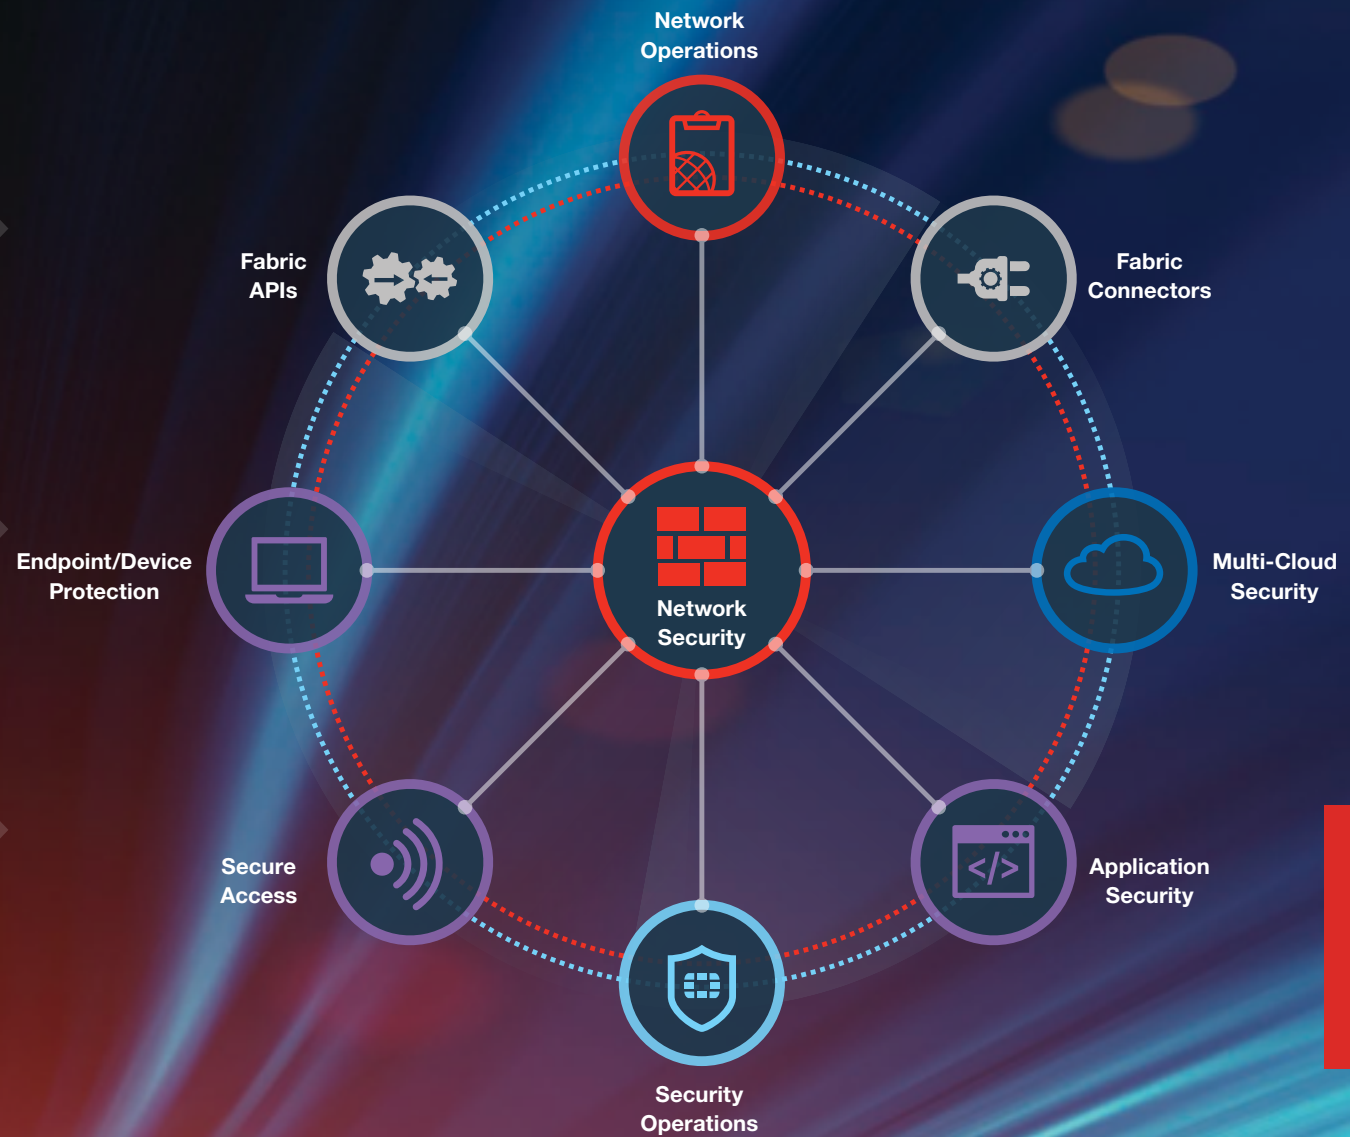 Network
Operations
Fabric
APIs
Fabric
Connectors
Endpoint/Device
Protection
Network
Security
Multi-Cloud
Security
Secure
Access
</>
Application
Security
Security
Operations